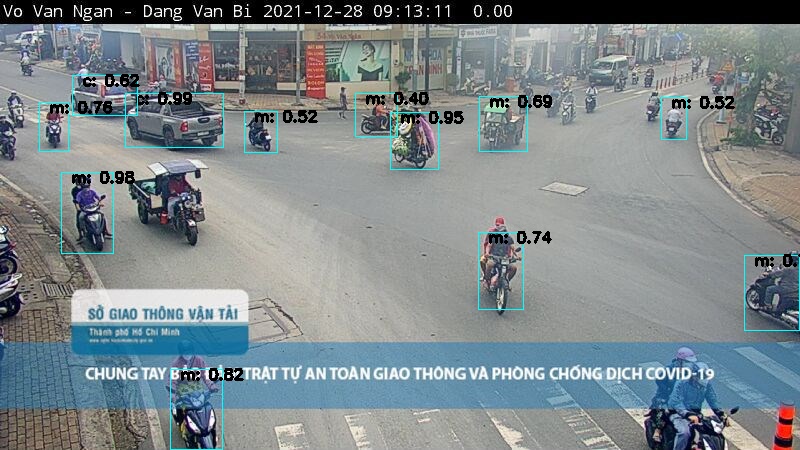 Vo Van Ngan - Dang Van Bi 2021-12-28 09:13:11 0.00
c: 0.62
m: 0.76
c: 0.99
m: 0.52
m: 0.40
m: 0.95
m: 0.69
m: 0.52
m: 0.98
m: 0.74
m: 0.
SỞ GIAO THÔNG VẬN TẢI
Thành phố Hồ Chí Minh
CHUNG TAY TRẬT TỰ AN TOÀN GIAO THÔNG VÀ PHÒNG CHỐNG DỊCH COVID-19
m: 0.82